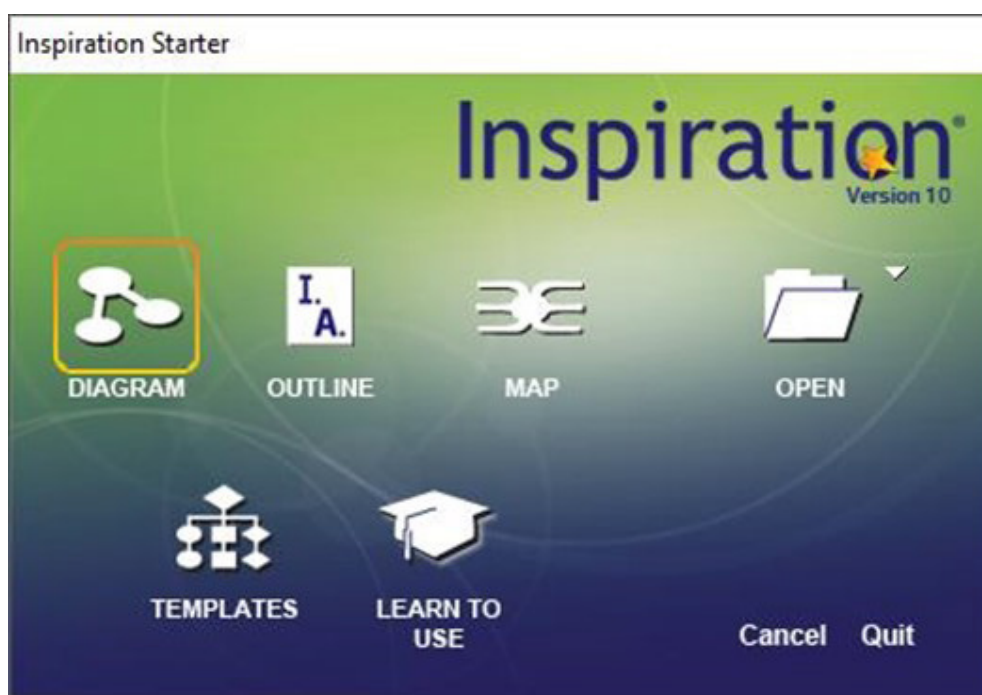 Inspiration Starter
Inspiration®
Version 10
I.
A.
DIAGRAM
OUTLINE
MAP
OPEN
TEMPLATES
LEARN TO
USE
Cancel
Quit